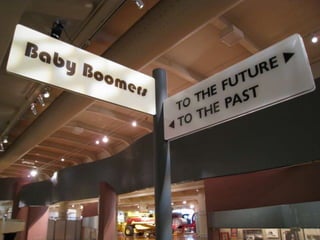 Baby Boomers
TO THE FUTURE ▶
◀ TO THE PAST